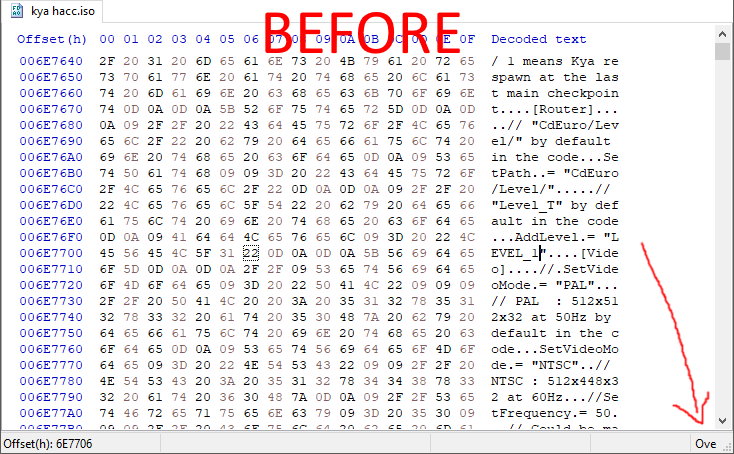 kya hacc.iso
BEFORE
Offset(h) 00 01 02 03 04 05 06 07 08 09 0A 0B 0C 0D 0E 0F Decoded text
006E7640 2F 20 31 20 6D 65 61 6E 73 20 4B 79 61 20 72 65 / 1 means Kya re
006E7650 73 70 61 77 6E 20 61 74 20 74 68 65 20 6C 61 73 spawn at the las
006E7660 74 20 6D 61 69 6E 20 63 68 65 63 6B 70 6F 69 6E t main checkpoin
006E7670 74 0D 0A 0D 0A 5B 52 6F 75 74 65 72 5D 0D 0A 0D t....[Router]...
006E7680 0A 09 2F 2F 20 22 43 64 45 75 72 6F 2F 4C 65 76 ..// "CdEuro/Lev
006E7690 65 6C 2F 22 20 62 79 20 64 65 66 61 75 6C 74 20 el/" by default
006E76A0 69 6E 20 74 68 65 20 63 6F 64 65 0D 0A 09 53 65 in the code...Se
006E76B0 74 50 61 74 68 09 09 3D 20 22 43 64 45 75 72 6F tPath..= "CdEuro
006E76C0 2F 4C 65 76 65 6C 2F 22 0D 0A 0D 0A 09 2F 2F 20 /Level/".....//
006E76D0 22 4C 65 76 65 6C 5F 54 22 20 62 79 20 64 65 66 "Level_T" by def
006E76E0 61 75 6C 74 20 69 6E 20 74 68 65 20 63 6F 64 65 ault in the code
006E76F0 0D 0A 09 41 64 64 4C 65 76 65 6C 09 3D 20 22 4C ...AddLevel.= "L
006E7700 45 56 45 4C 5F 31 22 0D 0A 0D 0A 5B 56 69 64 65 EVEL_1"....[Vide
006E7710 6F 5D 0D 0A 0D 0A 2F 2F 09 53 65 74 56 69 64 65 o]....//.SetVide
006E7720 6F 4D 6F 64 65 09 3D 20 22 50 41 4C 22 09 09 09 oMode.= "PAL"...
006E7730 2F 2F 20 50 41 4C 20 20 3A 20 35 31 32 78 35 31 // PAL  : 512x51
006E7740 32 78 33 32 20 61 74 20 35 30 48 7A 20 62 79 20 2x32 at 50Hz by
006E7750 64 65 66 61 75 6C 74 20 69 6E 20 74 68 65 20 63 default in the c
006E7760 6F 64 65 0D 0A 09 53 65 74 56 69 64 65 6F 4D 6F ode...SetVideoMo
006E7770 64 65 09 3D 20 22 4E 54 53 43 22 09 09 2F 2F 20 de.= "NTSC"..//
006E7780 4E 54 53 43 20 3A 20 35 31 32 78 34 34 38 78 33 NTSC : 512x448x3
006E7790 32 20 61 74 20 36 30 48 7A 0D 0A 09 2F 2F 53 65 2 at 60Hz...//Se
006E77A0 74 46 72 65 71 75 65 6E 63 79 09 3D 20 35 30 09 tFrequency.= 50.
006E77B0 09 09 2F 2F 20 43 6F 75 6C 64 20 62 65 20 6D 61 ..// Could be ma
Offset(h): 6E7706
Ove